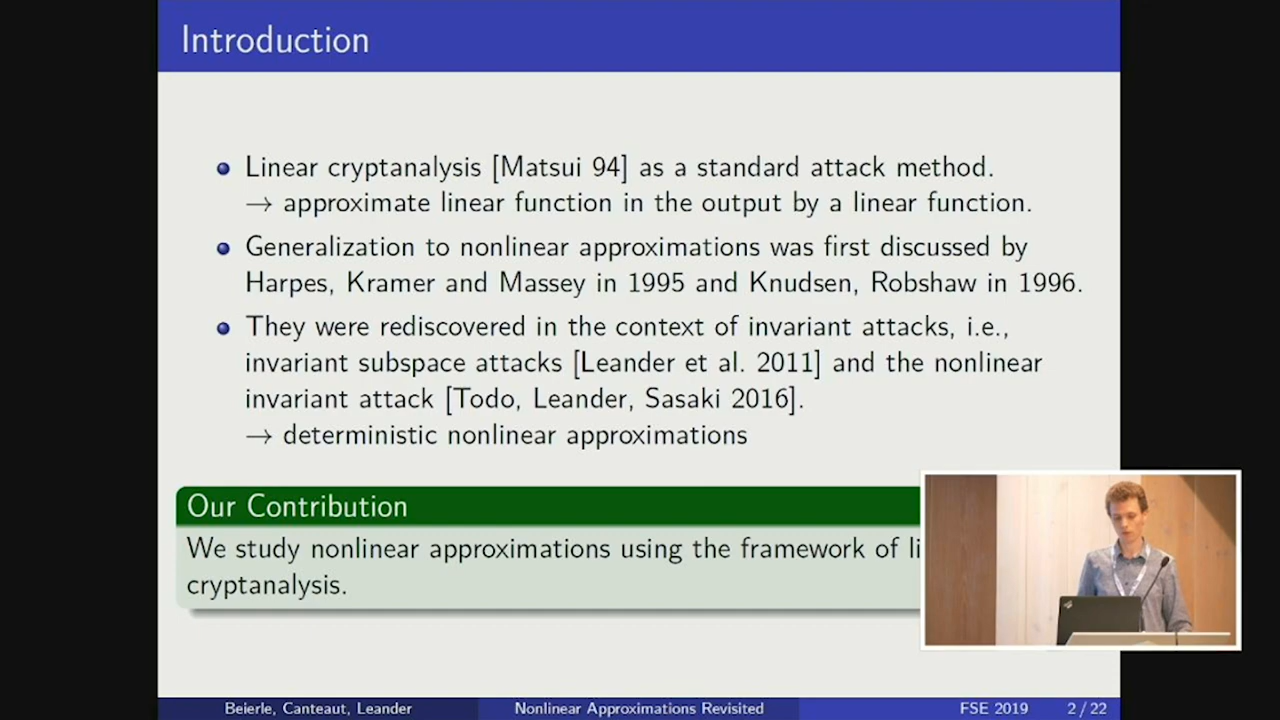 Introduction
Linear cryptanalysis [Matsui 94] as a standard attack method.
→ approximate linear function in the output by a linear function.
Generalization to nonlinear approximations was first discussed by
Harpes, Kramer and Massey in 1995 and Knudsen, Robshaw in 1996.
They were rediscovered in the context of invariant attacks, i.e.,
invariant subspace attacks [Leander et al. 2011] and the nonlinear
invariant attack [Todo, Leander, Sasaki 2016].
→ deterministic nonlinear approximations
Our Contribution
We study nonlinear approximations using the framework of li
cryptanalysis.
Beierle, Canteaut, Leander Nonlinear Approximations Revisited FSE 2019 2 / 22